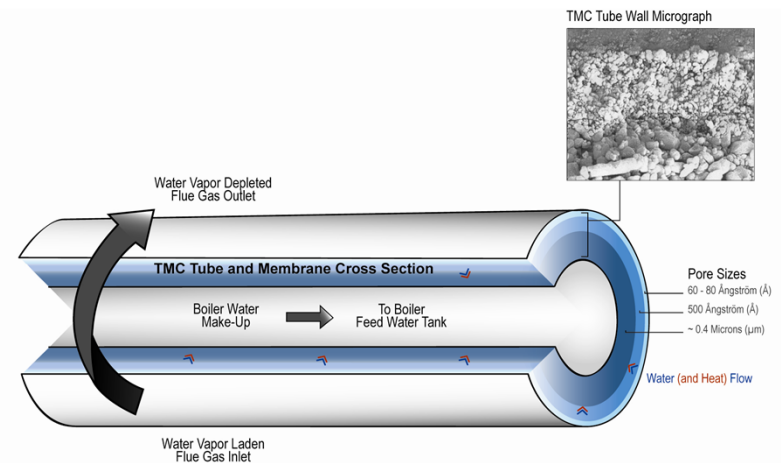 TMC Tube Wall Micrograph
Water Vapor Depleted
Flue Gas Outlet
TMC Tube and Membrane Cross Section
Boiler Water
Make-Up
To Boiler
Feed Water Tank
Pore Sizes
60 - 80 Ångström (Å)
500 Ångström (Å)
~ 0.4 Microns (µm)
Water (and Heat) Flow
Water Vapor Laden
Flue Gas Inlet